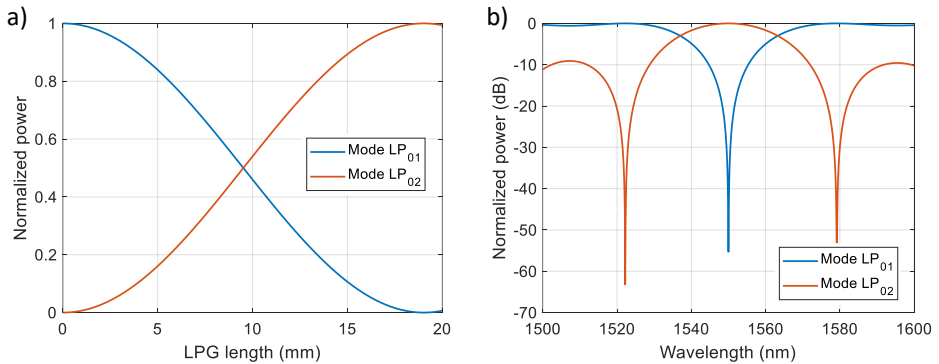 a)
1
0.8
0.6
0.4
0.2
0
Normalized power
0 5 10 15 20
LPG length (mm)
Mode LP01
Mode LP02
b)
0
-10
-20
-30
-40
-50
-60
-70
Normalized power (dB)
1500 1520 1540 1560 1580 1600
Wavelength (nm)
Mode LP01
Mode LP02